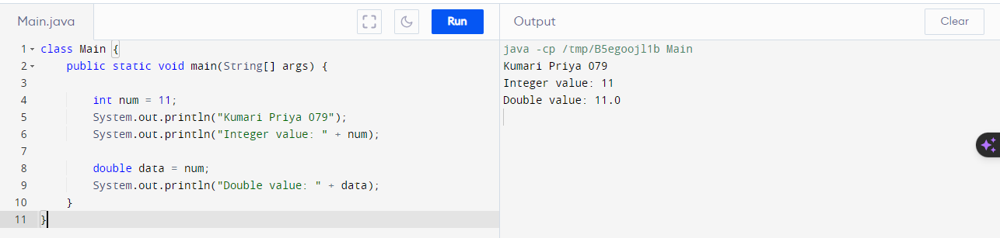 Main.java
Run
Output
Clear
1 class Main {
2 public static void main(String[] args) {
3
4 int num = 11;
5 System.out.println("Kumari Priya 079");
6 System.out.println("Integer value: " + num);
7
8 double data = num;
9 System.out.println("Double value: " + data);
10 }
11 }
java -cp /tmp/B5egoojl1b Main
Kumari Priya 079
Integer value: 11
Double value: 11.0